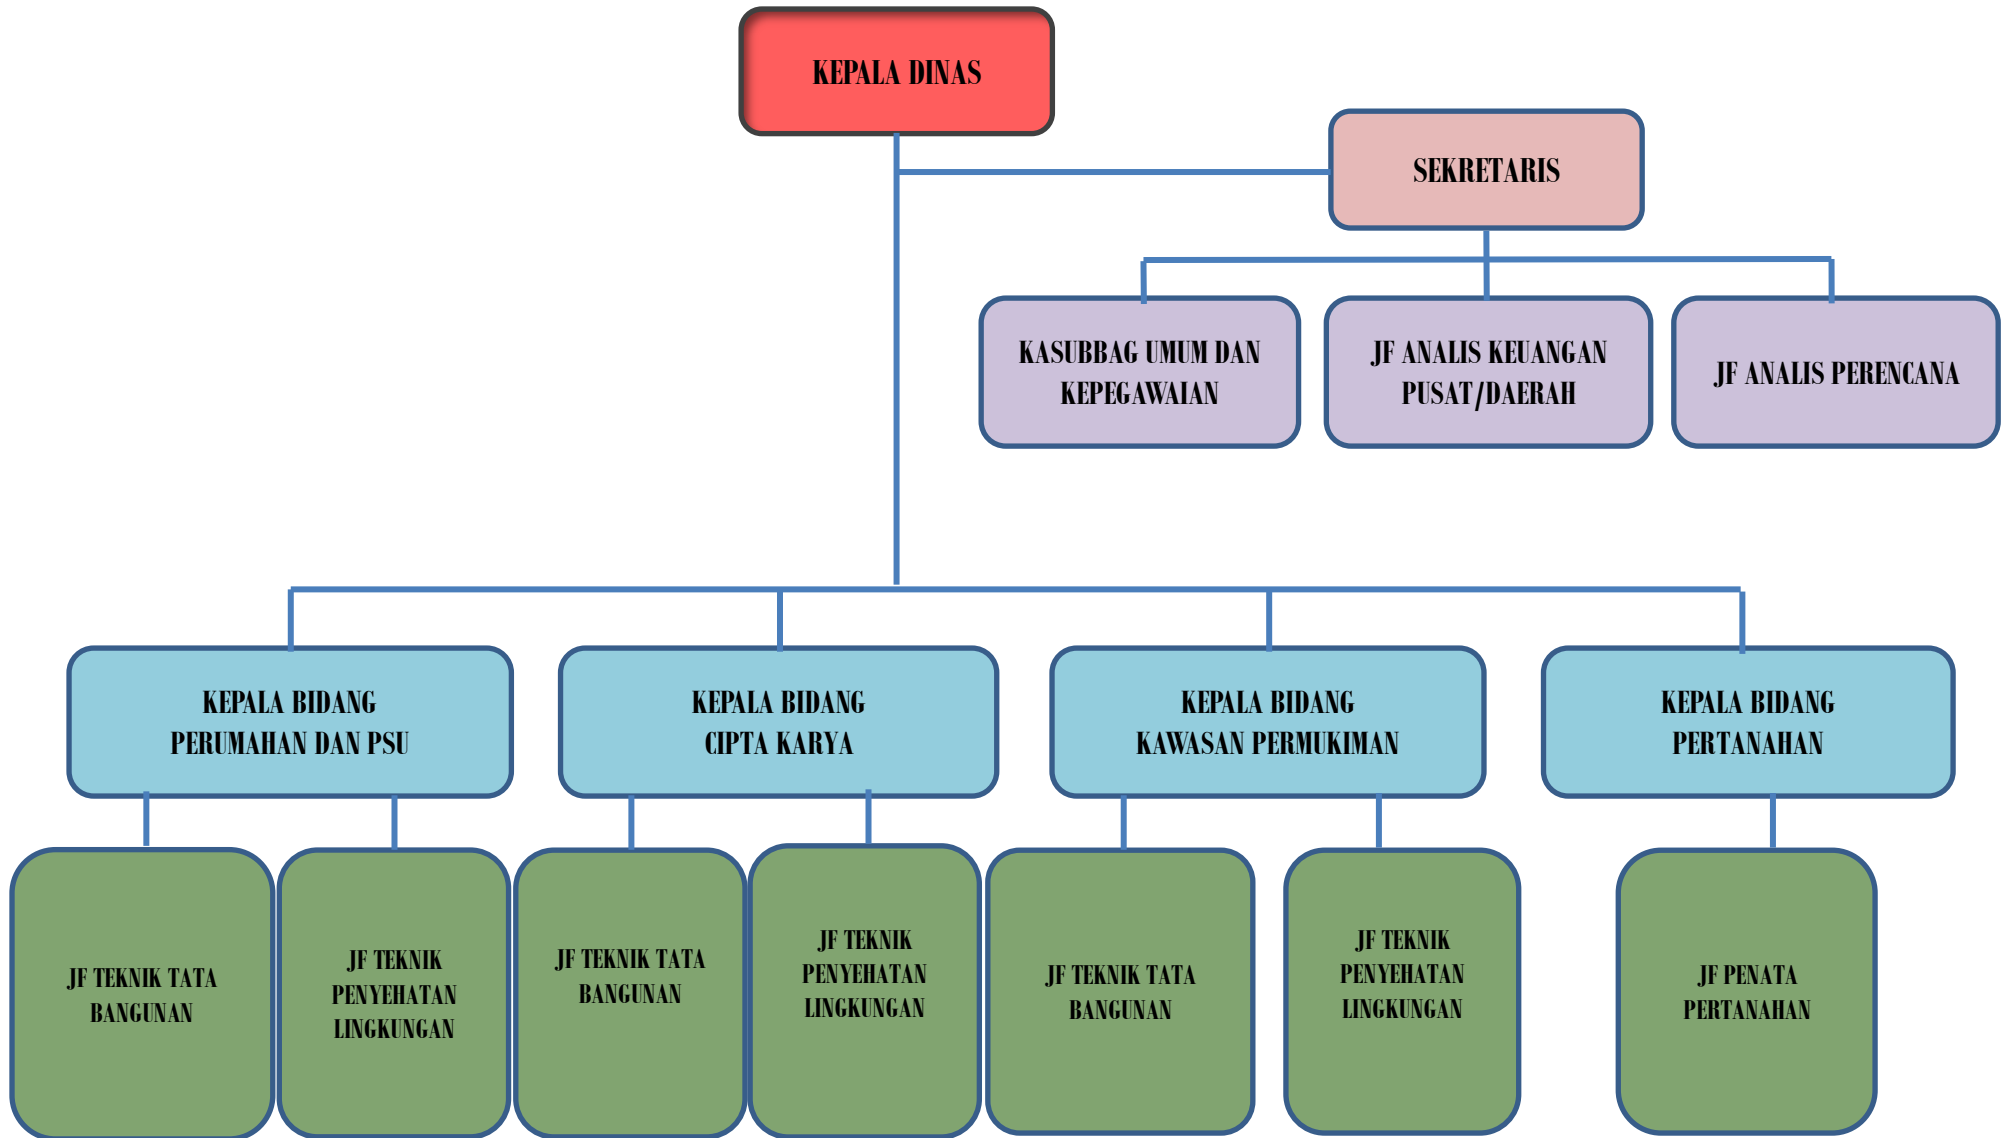 KEPALA DINAS
SEKRETARIS
KASUBBAG UMUM DAN
KEPEGAWAIAN
JF ANALIS KEUANGAN
PUSAT/DAERAH
JF ANALIS PERENCANA
KEPALA BIDANG
PERUMAHAN DAN PSU
KEPALA BIDANG
CIPTA KARYA
KEPALA BIDANG
KAWASAN PERMUKIMAN
KEPALA BIDANG
PERTANAHAN
JF TEKNIK TATA
BANGUNAN
JF TEKNIK
PENYEHATAN
LINGKUNGAN
JF TEKNIK TATA
BANGUNAN
JF TEKNIK
PENYEHATAN
LINGKUNGAN
JF TEKNIK TATA
BANGUNAN
JF TEKNIK
PENYEHATAN
LINGKUNGAN
JF PENATA
PERTANAHAN